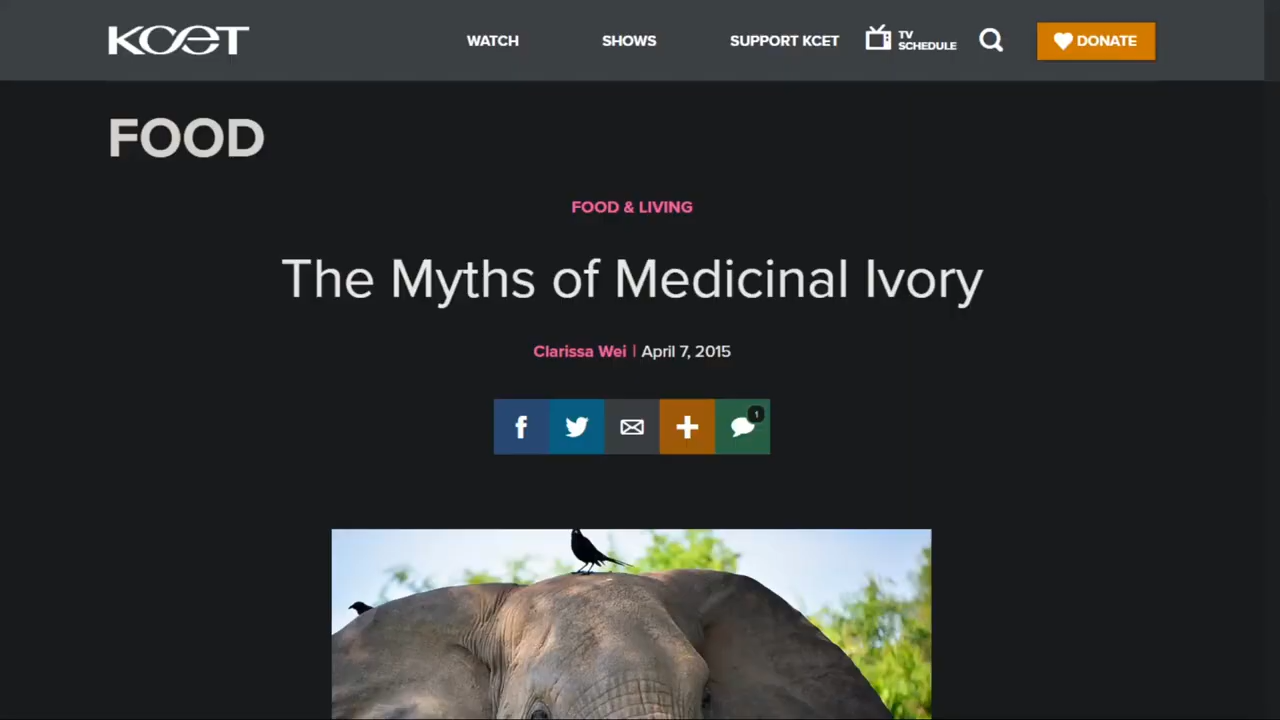 KCET
WATCH
SHOWS
SUPPORT KCET
TV
SCHEDULE
DONATE
FOOD
FOOD & LIVING
The Myths of Medicinal Ivory
Clarissa Wei | April 7, 2015
1